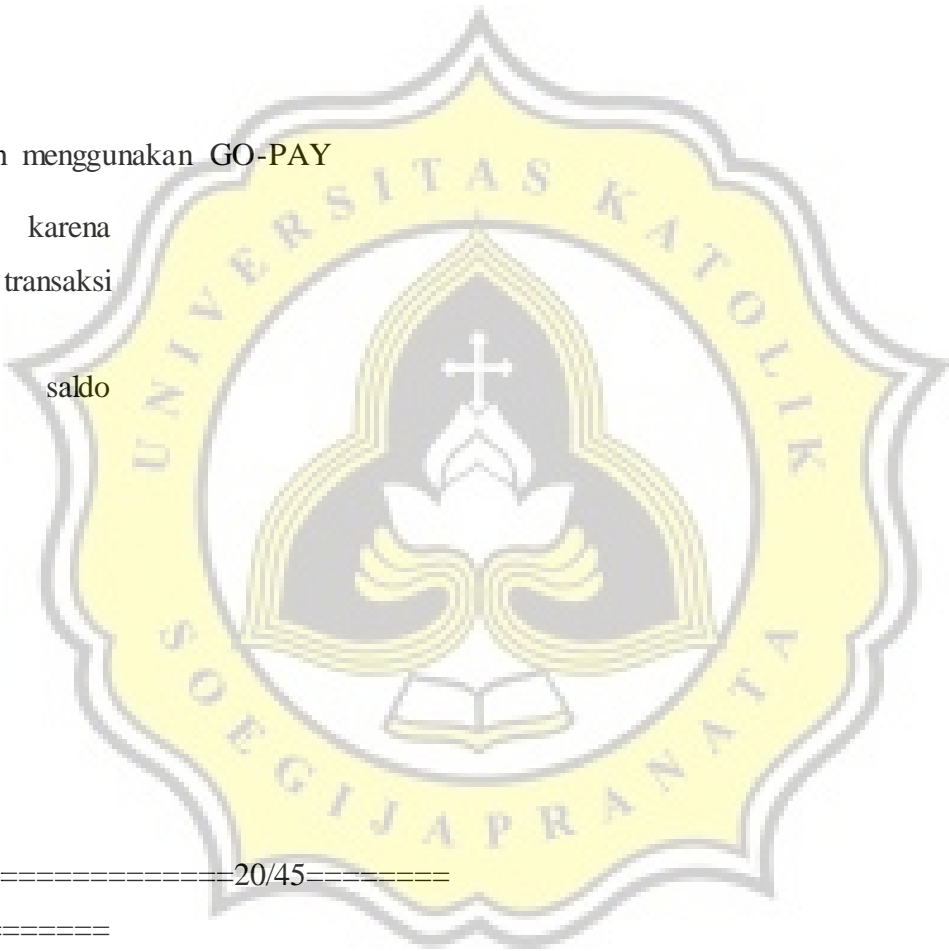 menggunakan GO-PAY
karena
transaksi
saldo
=============20/45========
=======
UNIVERSITAS KATOLIK
SOEGIJAPRANATA